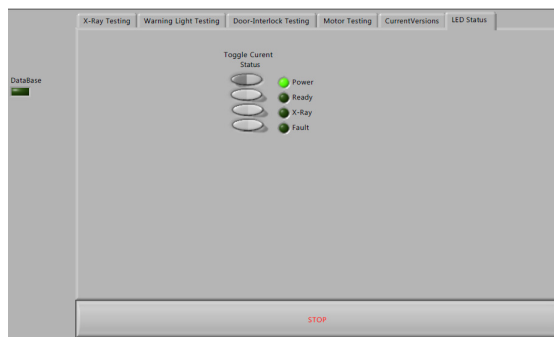 X-Ray Testing
Warning Light Testing
Door-Interlock Testing
Motor Testing
CurrentVersions
LED Status
Toggle Curent
Status
DataBase
Power
Ready
X-Ray
Fault
STOP